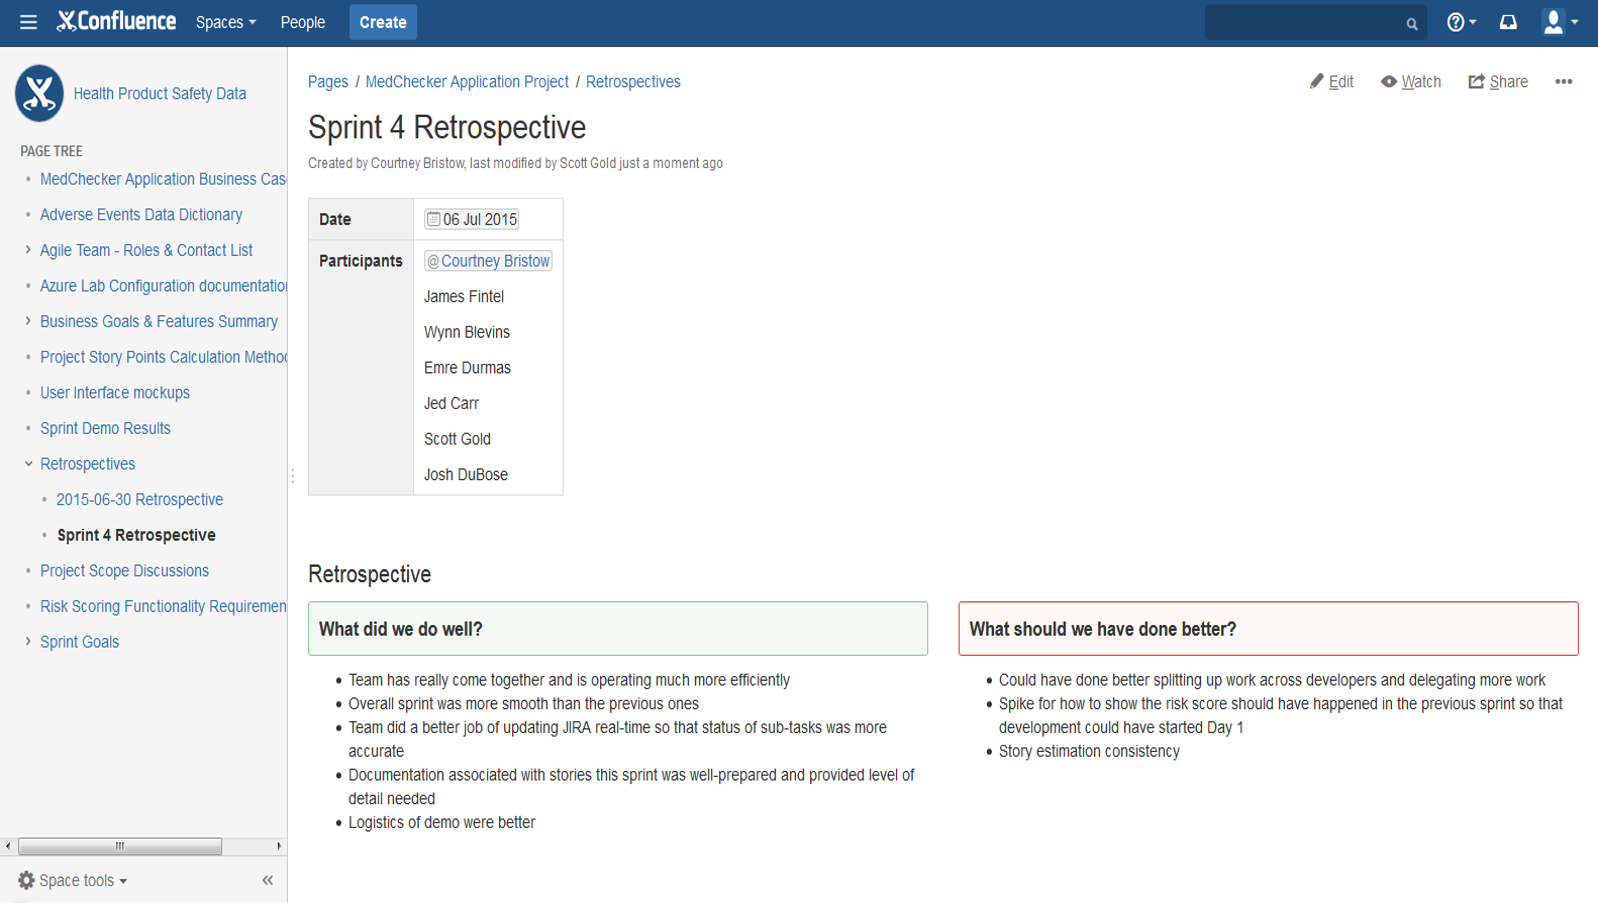 Confluence Spaces People Create
Health Product Safety Data
PAGE TREE
MedChecker Application Business Cas
Adverse Events Data Dictionary
Agile Team - Roles & Contact List
Azure Lab Configuration documentation
Business Goals & Features Summary
Project Story Points Calculation Method
User Interface mockups
Sprint Demo Results
Retrospectives
2015-06-30 Retrospective
Sprint 4 Retrospective
Project Scope Discussions
Risk Scoring Functionality Requiremen
Sprint Goals
Space tools
Pages / MedChecker Application Project / Retrospectives
Edit Watch Share
Sprint 4 Retrospective
Created by Courtney Bristow, last modified by Scott Gold just a moment ago
Date 06 Jul 2015
Participants @Courtney Bristow
James Fintel
Wynn Blevins
Emre Durmas
Jed Carr
Scott Gold
Josh DuBose
Retrospective
What did we do well?
• Team has really come together and is operating much more efficiently
• Overall sprint was more smooth than the previous ones
• Team did a better job of updating JIRA real-time so that status of sub-tasks was more
accurate
• Documentation associated with stories this sprint was well-prepared and provided level of
detail needed
• Logistics of demo were better
What should we have done better?
• Could have done better splitting up work across developers and delegating more work
• Spike for how to show the risk score should have happened in the previous sprint so that
development could have started Day 1
• Story estimation consistency